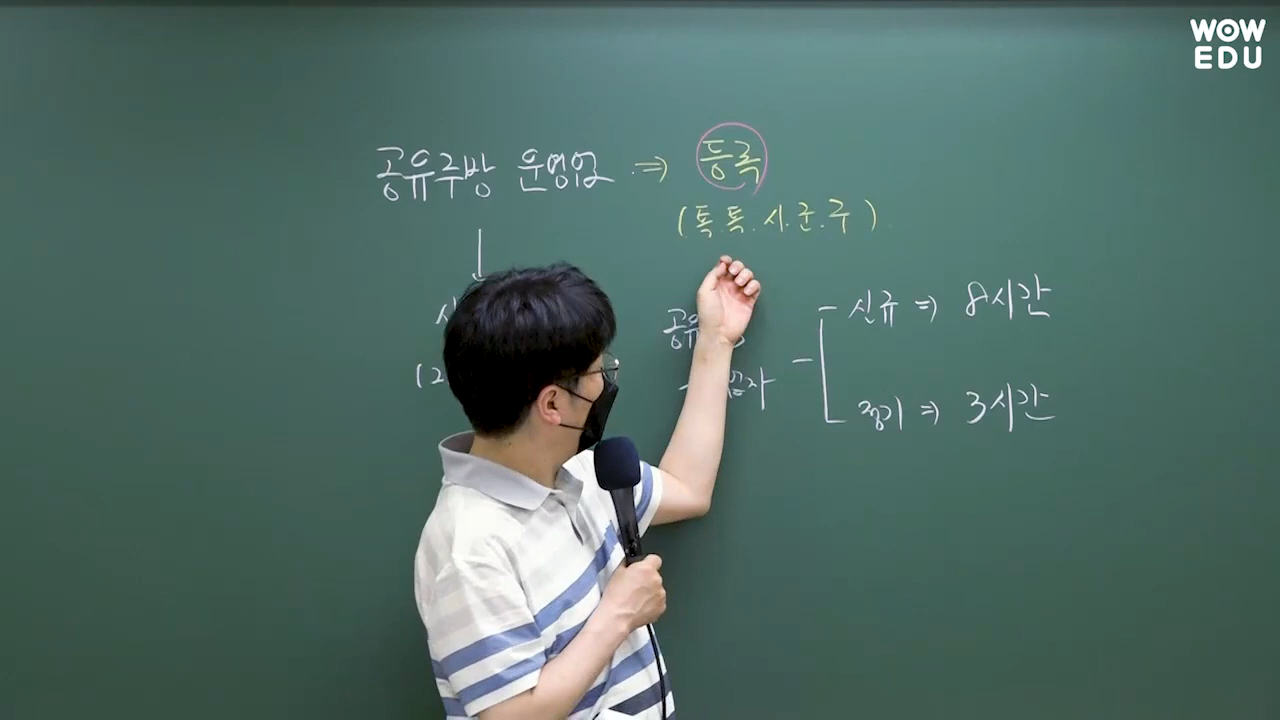 WOW
EDU
공유주방 운영업 ⇒ 등록
(특.특.시.군.구)
신규 ⇒ 8시간
정기 ⇒ 3시간